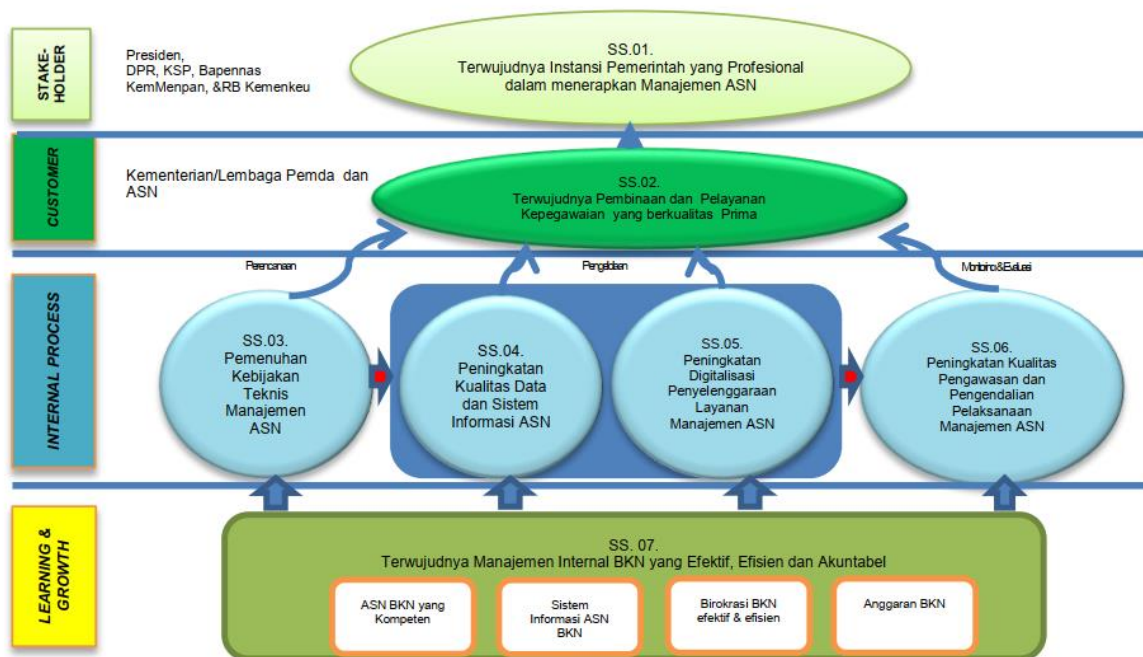 STAKE-
HOLDER
Presiden,
DPR, KSP, Bapennas
KemMenpan, &RB Kemenkeu
SS.01.
Terwujudnya Instansi Pemerintah yang Profesional
dalam menerapkan Manajemen ASN
CUSTOMER
Kementerian/Lembaga Pemda dan
ASN
SS.02.
Terwujudnya Pembinaan dan Pelayanan
Kepegawaian yang berkualitas Prima
INTERNAL PROCESS
Perencanaan
Pengelolaan
& Evaluasi
SS.03.
Pemenuhan
Kebijakan
Teknis
Manajemen
ASN
SS.04.
Peningkatan
Kualitas Data
dan Sistem
Informasi ASN
SS.05.
Peningkatan
Digitalisasi
Penyelenggaraan
Layanan
Manajemen ASN
SS.06.
Peningkatan Kualitas
Pengawasan dan
Pengendalian
Pelaksanaan
Manajemen ASN
LEARNING &
GROWTH
SS. 07.
Terwujudnya Manajemen Internal BKN yang Efektif, Efisien dan Akuntabel
ASN BKN yang
Kompeten
Sistem
Informasi ASN
BKN
Birokrasi BKN
efektif & efisien
Anggaran BKN